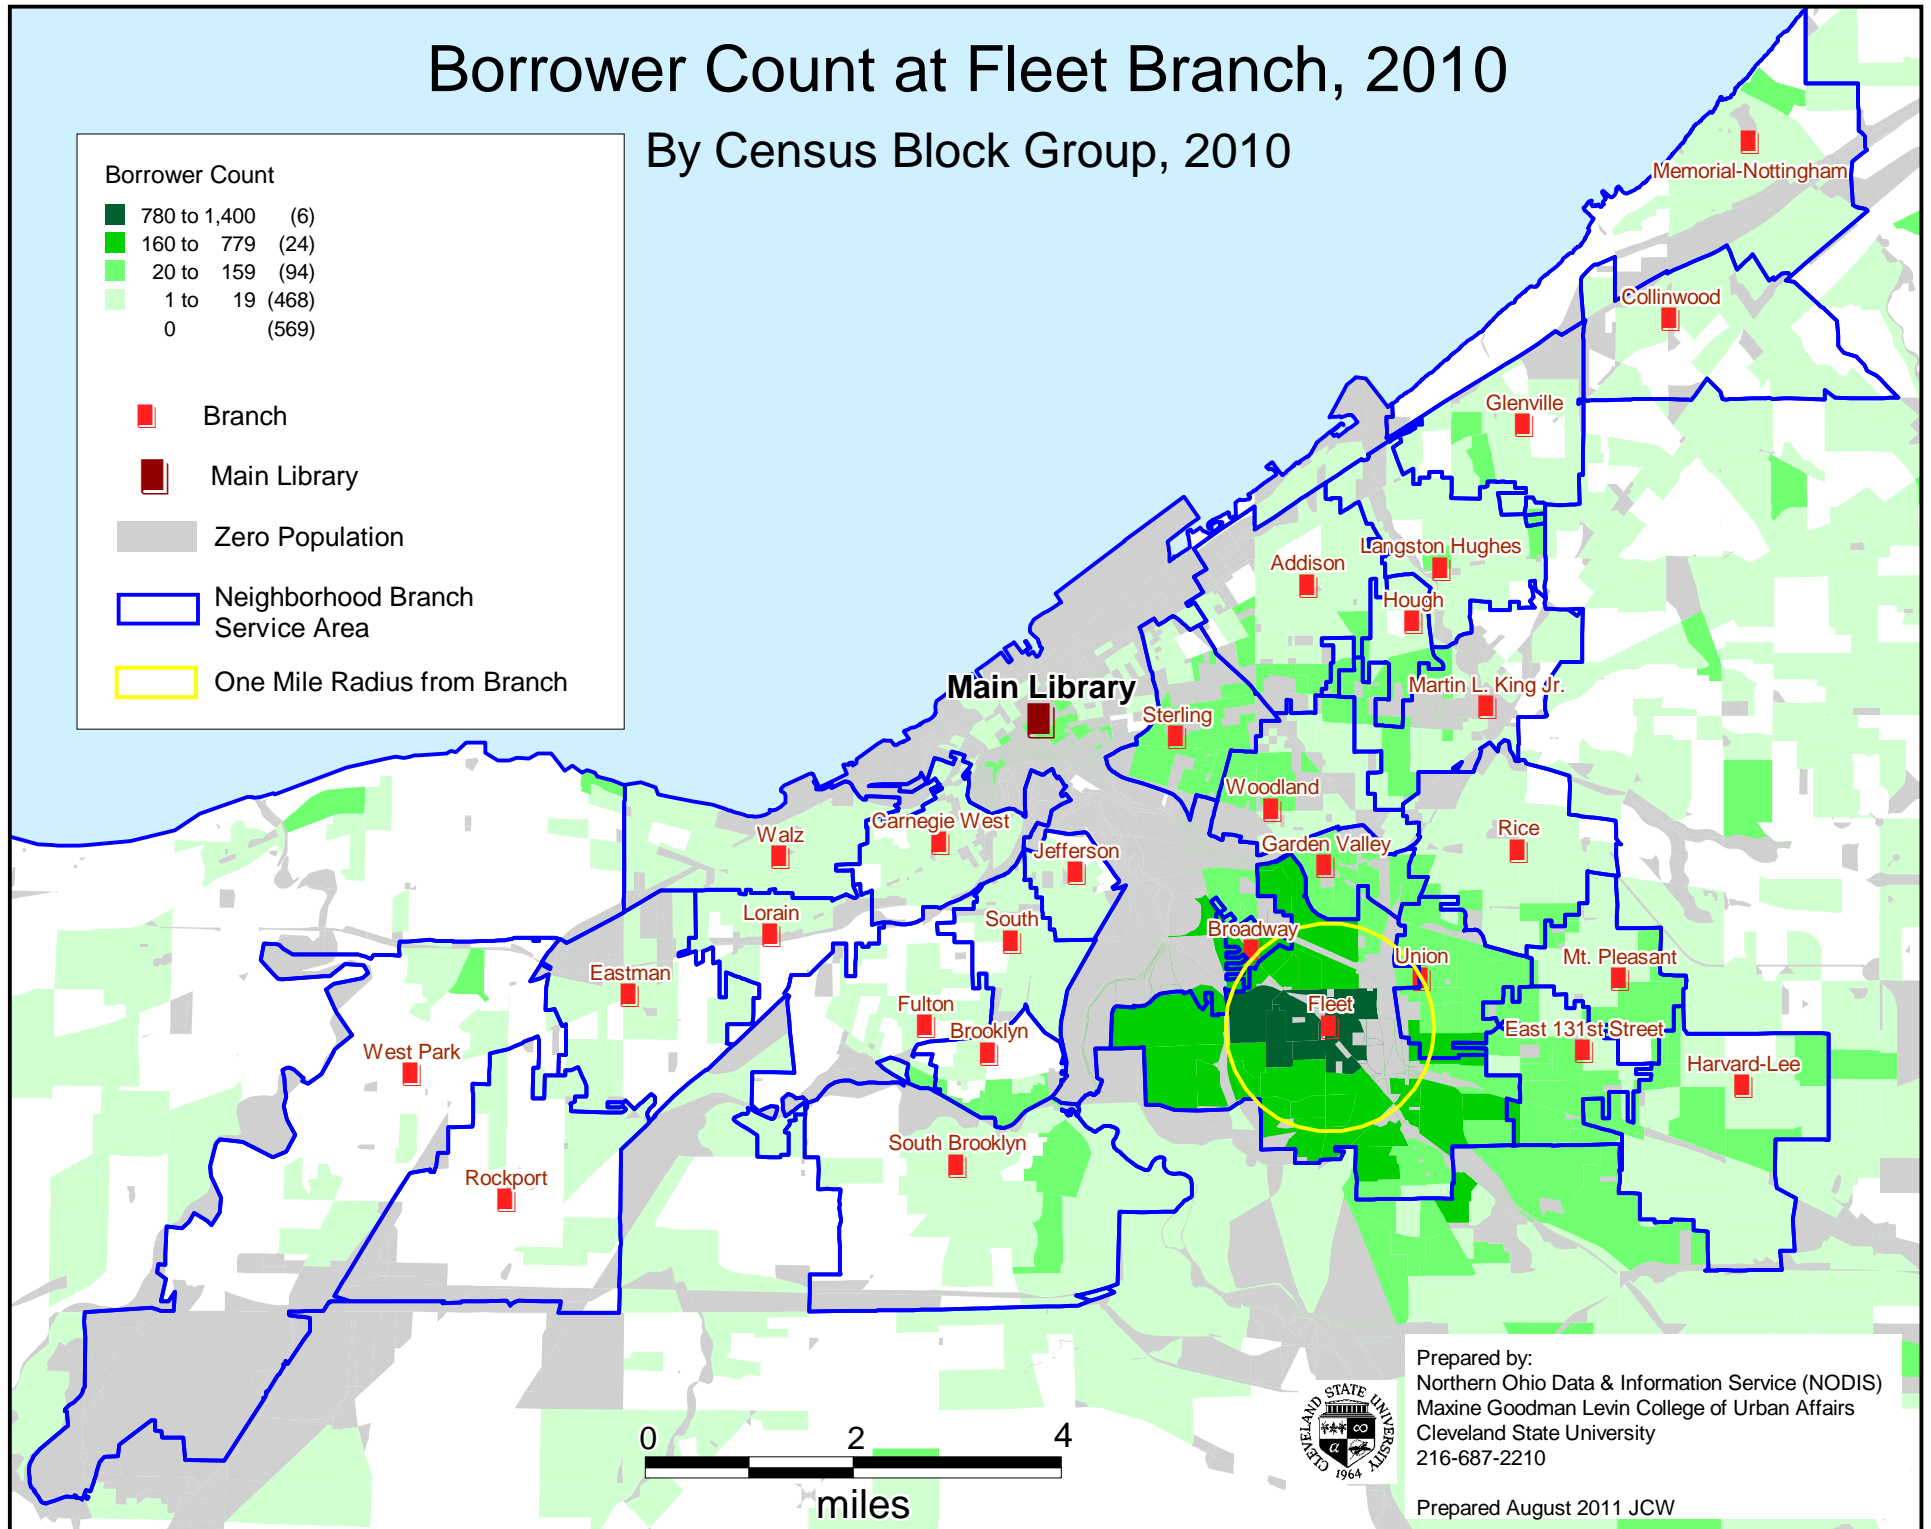 Borrower Count at Fleet Branch, 2010
By Census Block Group, 2010
Borrower Count
780 to 1,400 (6)
160 to 779 (24)
20 to 159 (94)
1 to 19 (468)
0 (569)
Branch
Main Library
Zero Population
Neighborhood Branch
Service Area
One Mile Radius from Branch
Memorial-Nottingham
Collinwood
Glenville
Langston Hughes
Addison
Hough
Martin L. King Jr.
Main Library
Sterling
Woodland
Walz
Carnegie West
Jefferson
Garden Valley
Rice
Lorain
South
Broadway
Union
Mt. Pleasant
Eastman
Fulton
Brooklyn
Fleet
East 131st Street
West Park
Harvard-Lee
South Brooklyn
Rockport
0 2 4
miles
CLEVELAND STATE UNIVERSITY
1964
Prepared by:
Northern Ohio Data & Information Service (NODIS)
Maxine Goodman Levin College of Urban Affairs
Cleveland State University
216-687-2210
Prepared August 2011 JCW